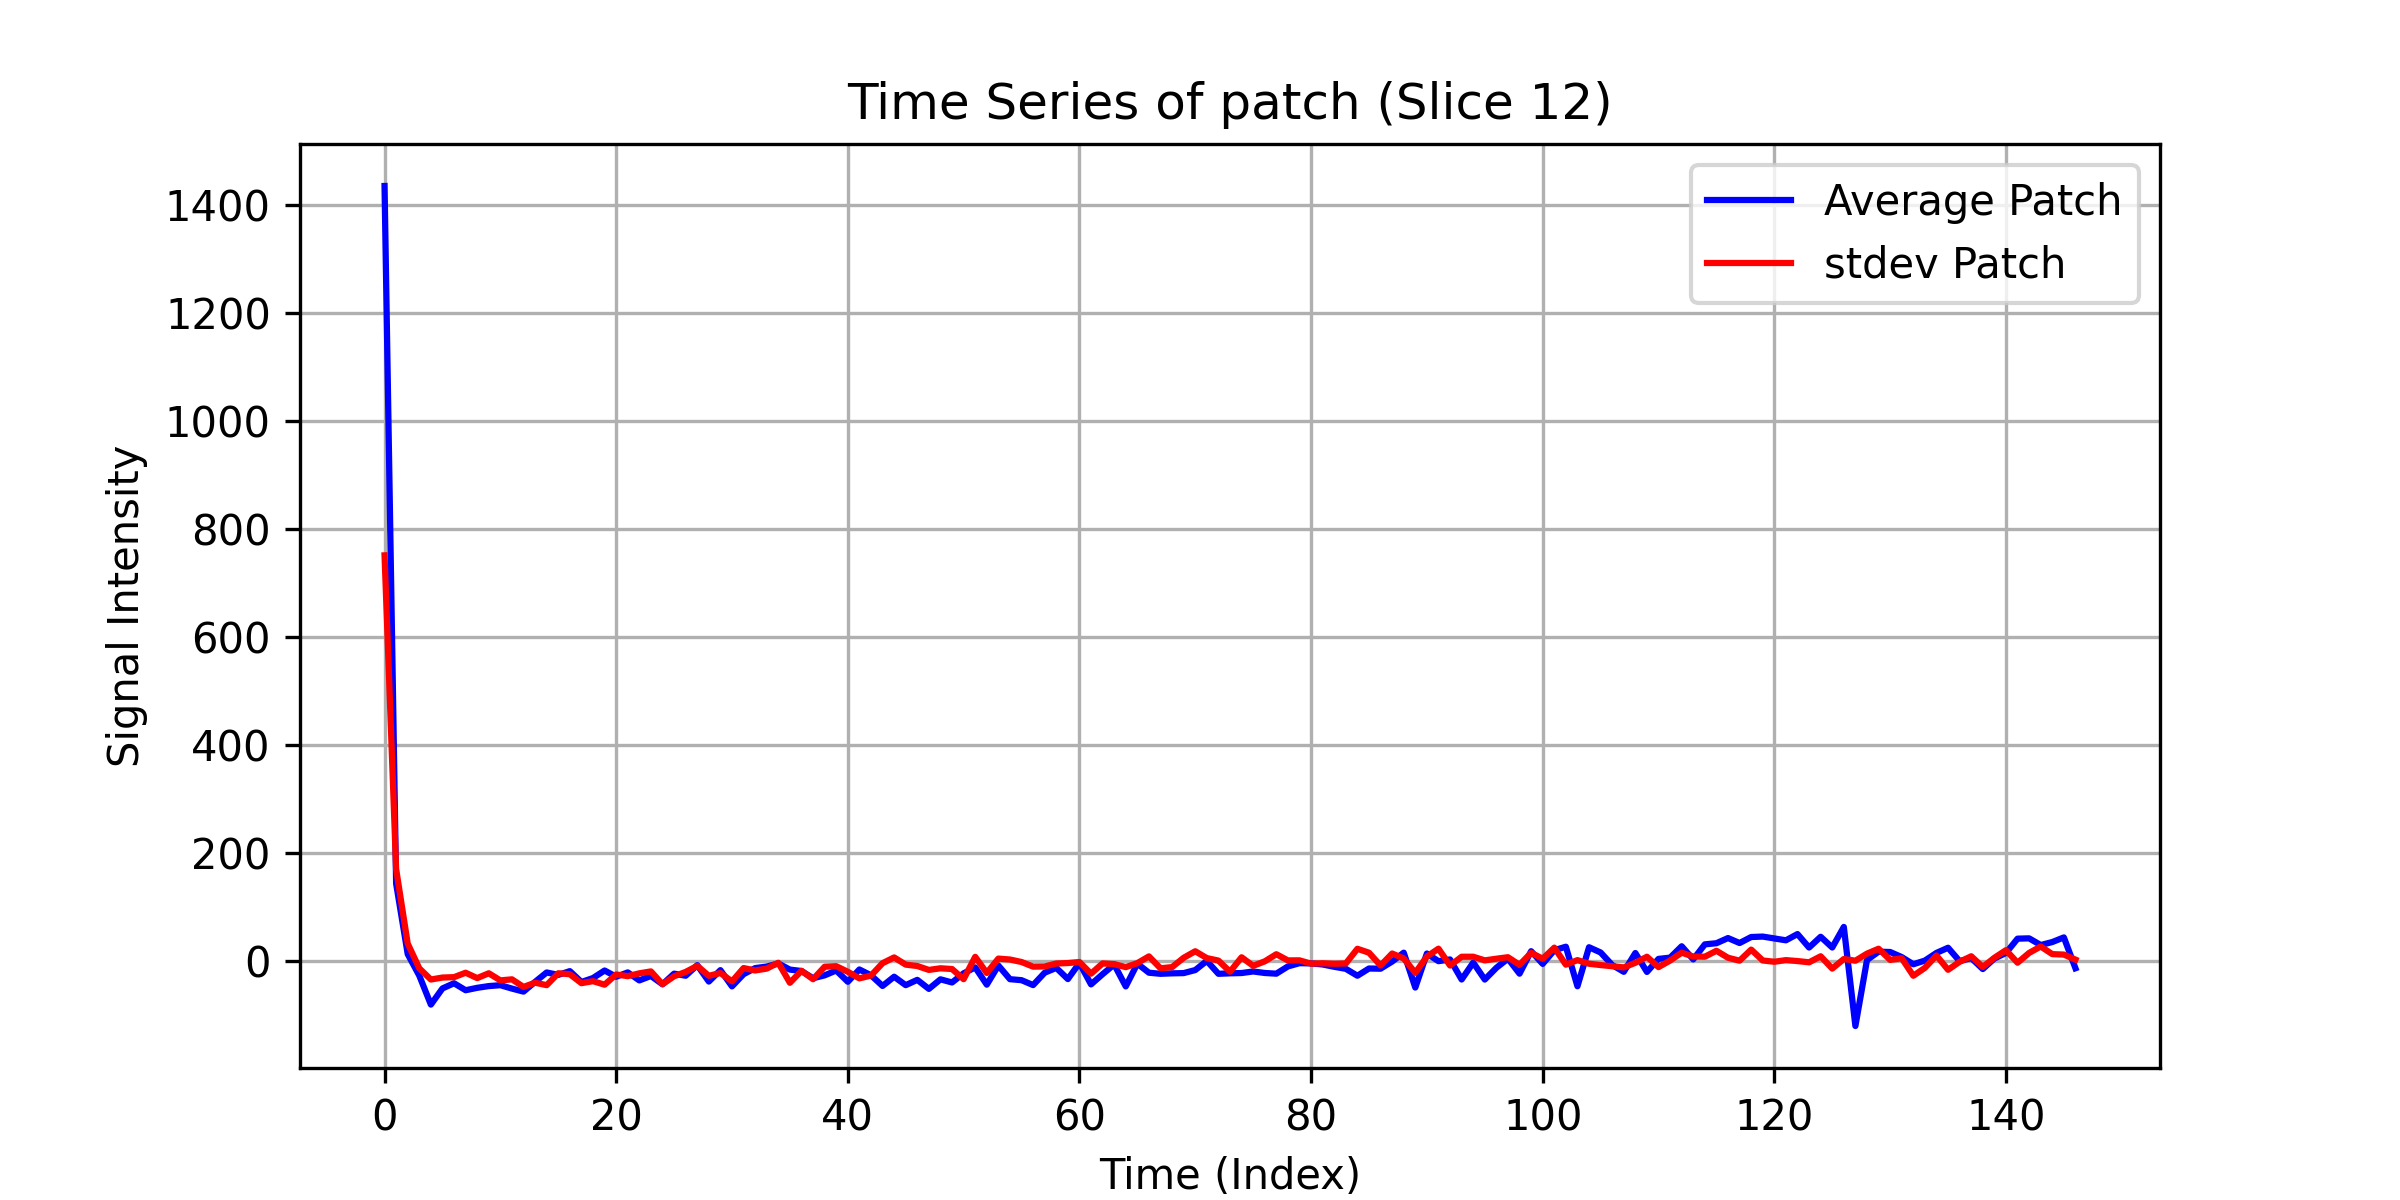 Time Series of patch (Slice 12)
Average Patch
stdev Patch
Signal Intensity
1400
1200
1000
800
600
400
200
0
0 20 40 60 80 100 120 140
Time (Index)